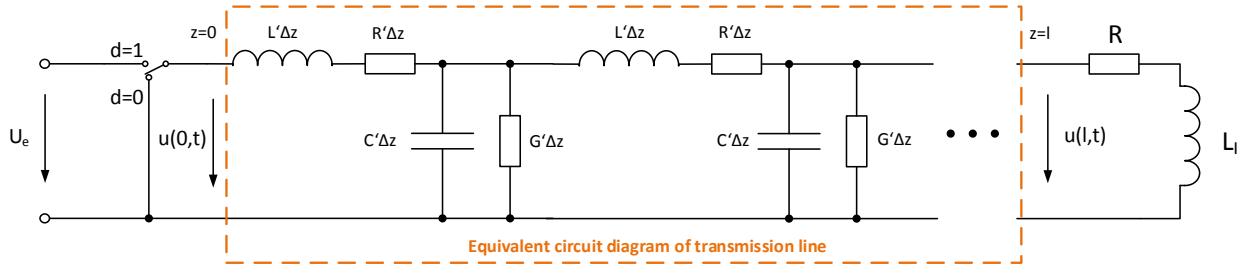 L‘Δz
R‘Δz
L‘Δz
R‘Δz
z=0
z=l
R
d=1
d=0
Uₑ
u(0,t)
C‘Δz
G‘Δz
C‘Δz
G‘Δz
u(l,t)
Lₗ
Equivalent circuit diagram of transmission line